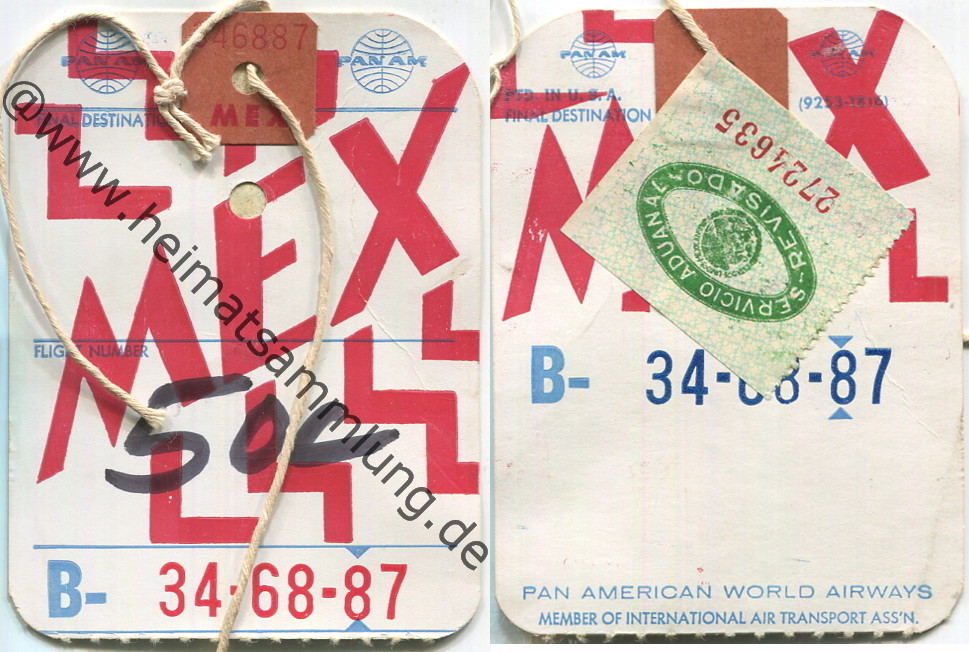 PAN AM
46887
PAN AM
MEX
FINAL DESTINATION
MEX
FLIGHT NUMBER
B- 34-68-87
@www.heimatsammlung.de
PAN AM
PAN AM
PTD IN U.S.A.
(9253-1816)
FINAL DESTINATION
MEX
2724635
SERVICIO ADUANAL
-REVISADO-
B- 34-68-87
PAN AMERICAN WORLD AIRWAYS
MEMBER OF INTERNATIONAL AIR TRANSPORT ASS'N.